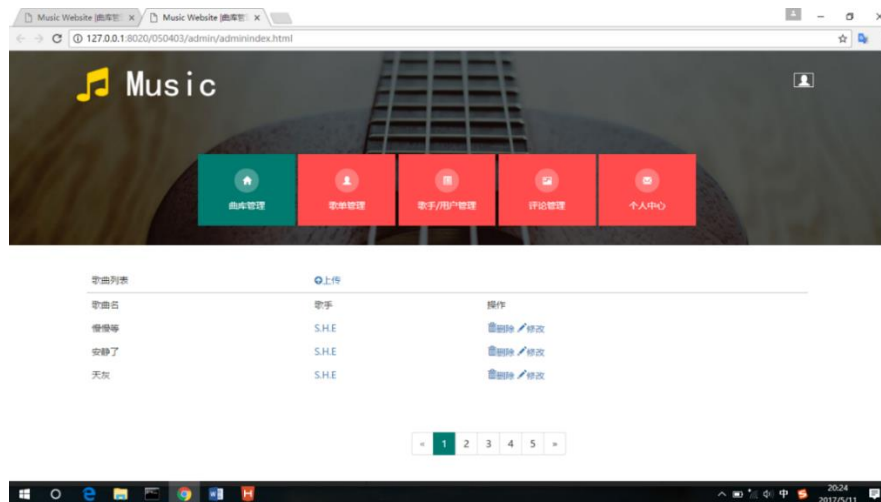 Music Website |曲库管
Music Website |曲库管
127.0.0.1:8020/050403/admin/adminindex.html
Music
曲库管理 歌单管理 歌手/用户管理 评论管理 个人中心
歌曲列表 上传
歌曲名 歌手 操作
慢慢等 S.H.E 删除 修改
安静了 S.H.E 删除 修改
天灰 S.H.E 删除 修改
« 1 2 3 4 5 »
中 20:24
2017/5/11